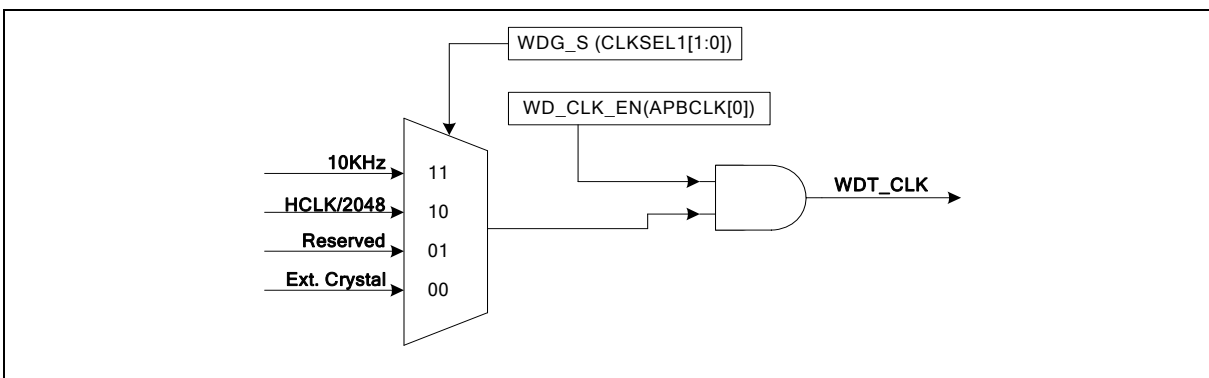 WDG_S (CLKSEL1[1:0])
WD_CLK_EN(APBCLK[0])
10KHz
11
HCLK/2048
10
Reserved
01
Ext. Crystal
00
WDT_CLK